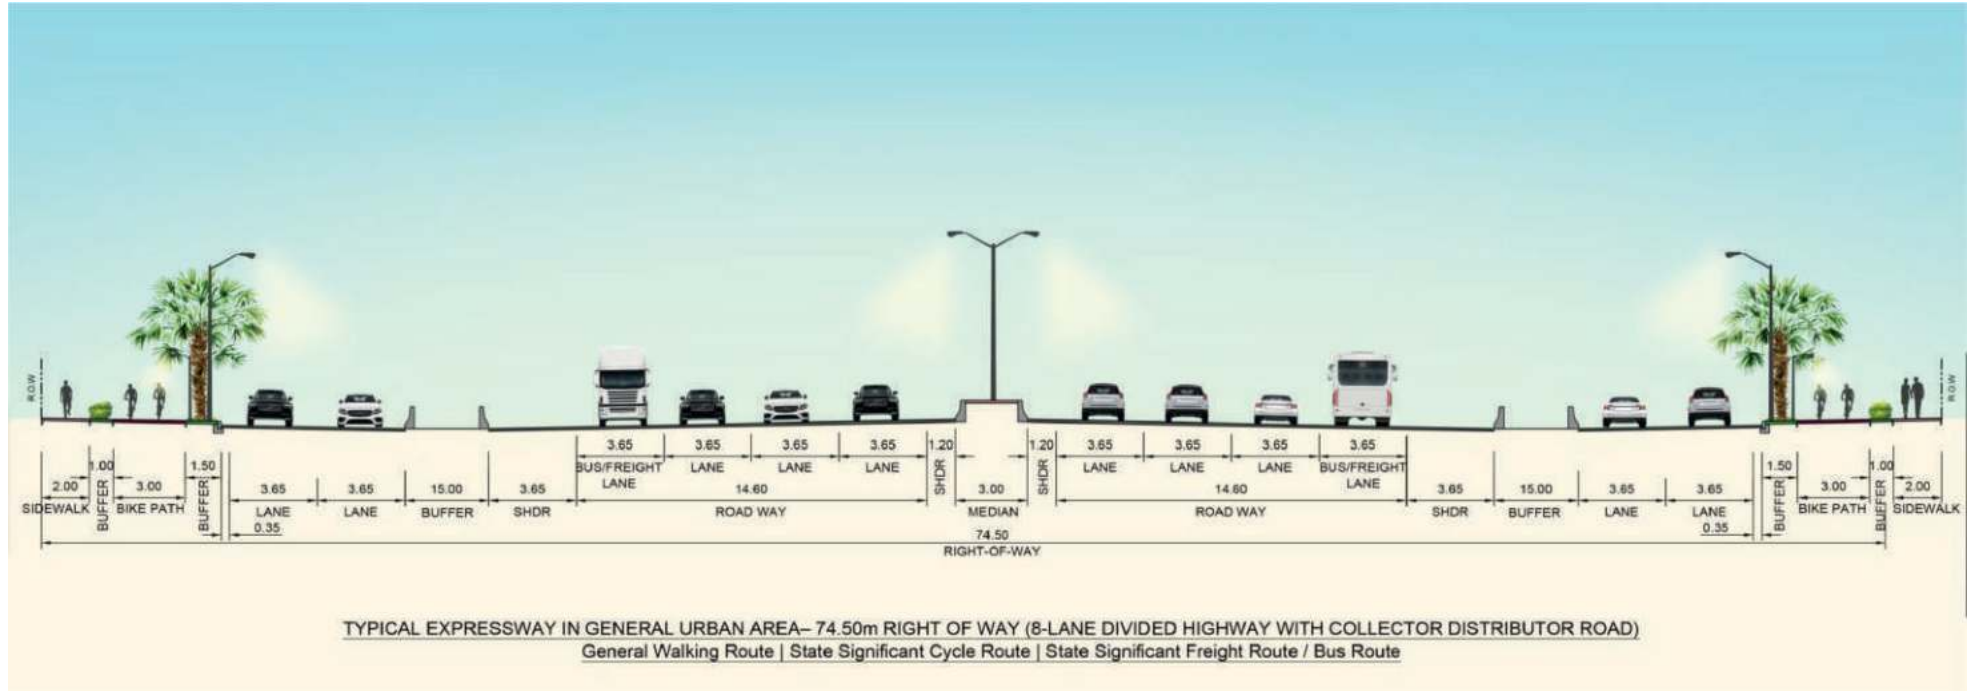 ROW
ROW
3.65 3.65 3.65 3.65 1.20 1.20 3.65 3.65 3.65 3.65
BUS/FREIGHT LANE LANE LANE LANE SHDR SHDR LANE LANE LANE BUS/FREIGHT LANE
1.00 1.50 1.50 1.00
2.00 3.00 3.65 3.65 15.00 3.65 14.60 3.00 14.60 3.65 15.00 3.65 3.65 3.00 2.00
SIDEWALK BUFFER BIKE PATH BUFFER LANE LANE BUFFER SHDR ROAD WAY MEDIAN ROAD WAY SHDR BUFFER LANE LANE BUFFER BIKE PATH BUFFER SIDEWALK
0.35 0.35
74.50
RIGHT-OF-WAY
TYPICAL EXPRESSWAY IN GENERAL URBAN AREA– 74.50m RIGHT OF WAY (8-LANE DIVIDED HIGHWAY WITH COLLECTOR DISTRIBUTOR ROAD)
General Walking Route | State Significant Cycle Route | State Significant Freight Route / Bus Route